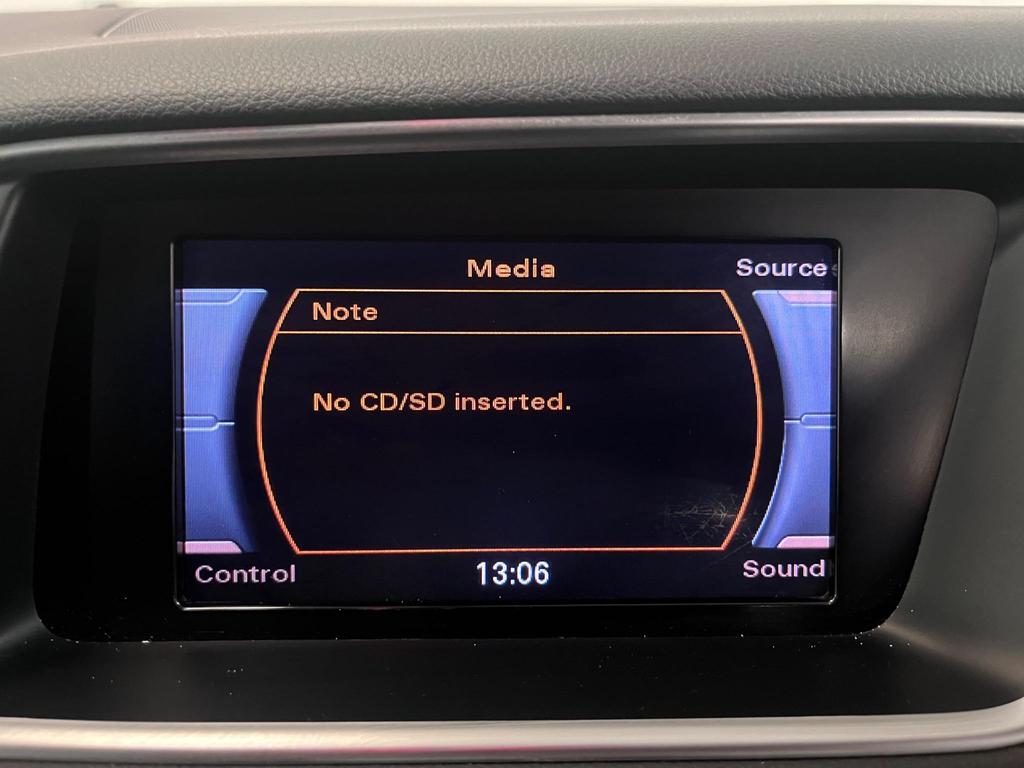 Media
Source
Note
No CD/SD inserted.
Control
13:06
Sound